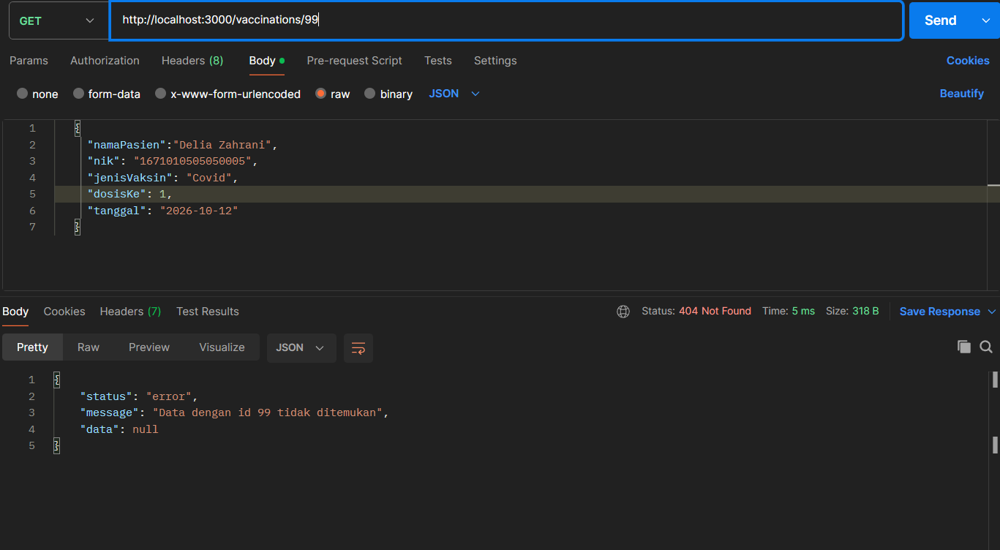 GET http://localhost:3000/vaccinations/99 Send
Params Authorization Headers (8) Body Pre-request Script Tests Settings Cookies
none form-data x-www-form-urlencoded raw binary JSON Beautify
1 {
2 "namaPasien":"Delia Zahrani",
3 "nik": "1671010505050005",
4 "jenisVaksin": "Covid",
5 "dosisKe": 1,
6 "tanggal": "2026-10-12"
7 }
Body Cookies Headers (7) Test Results Status: 404 Not Found Time: 5 ms Size: 318 B Save Response
Pretty Raw Preview Visualize JSON
1 {
2 "status": "error",
3 "message": "Data dengan id 99 tidak ditemukan",
4 "data": null
5 }